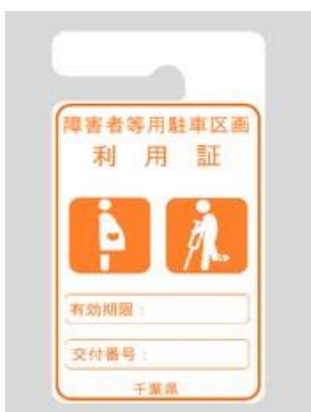 障害者等用駐車区画
利用証
有効期限：
交付番号：
千葉県